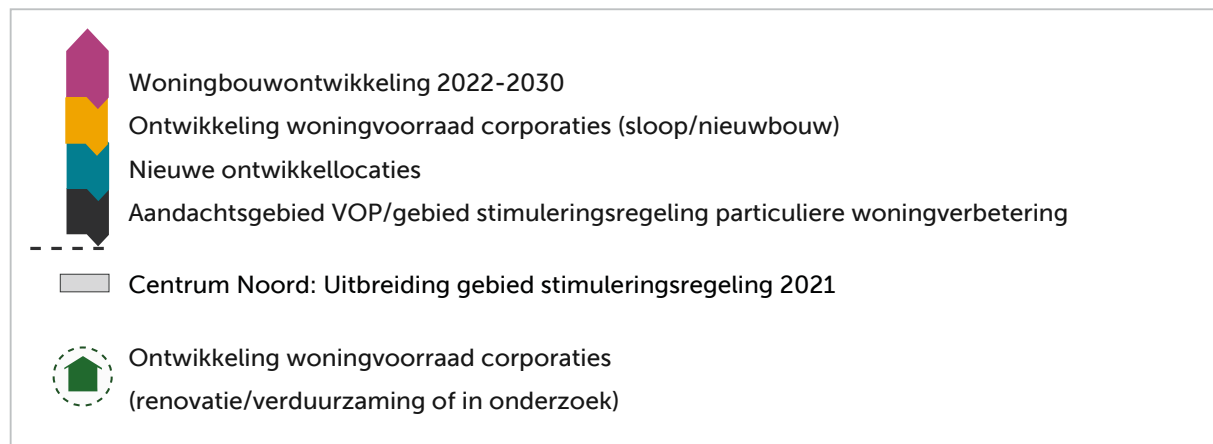 Woningbouwontwikkeling 2022-2030
Ontwikkeling woningvoorraad corporaties (sloop/nieuwbouw)
Nieuwe ontwikkellocaties
Aandachtsgebied VOP/gebied stimuleringsregeling particuliere woningverbetering
Centrum Noord: Uitbreiding gebied stimuleringsregeling 2021
Ontwikkeling woningvoorraad corporaties
(renovatie/verduurzaming of in onderzoek)